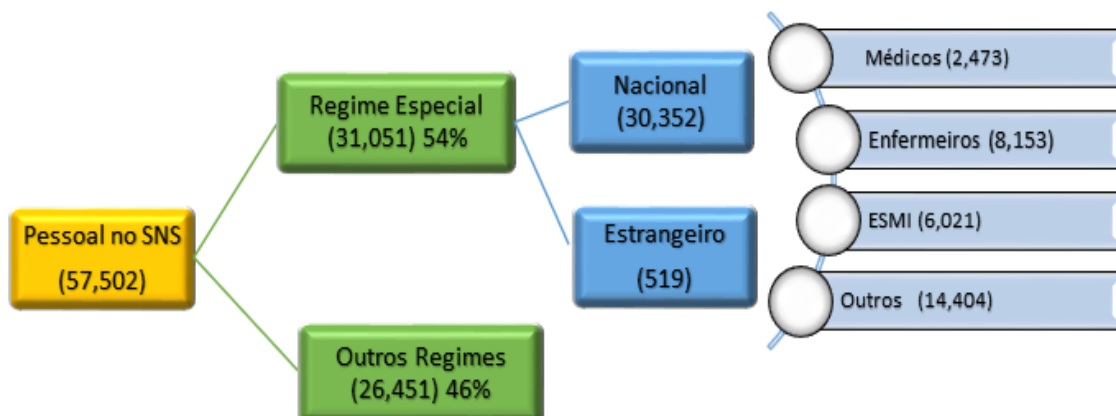 Pessoal no SNS
(57,502)
Regime Especial
(31,051) 54%
Outros Regimes
(26,451) 46%
Nacional
(30,352)
Estrangeiro
(519)
Médicos (2,473)
Enfermeiros (8,153)
ESMI (6,021)
Outros (14,404)